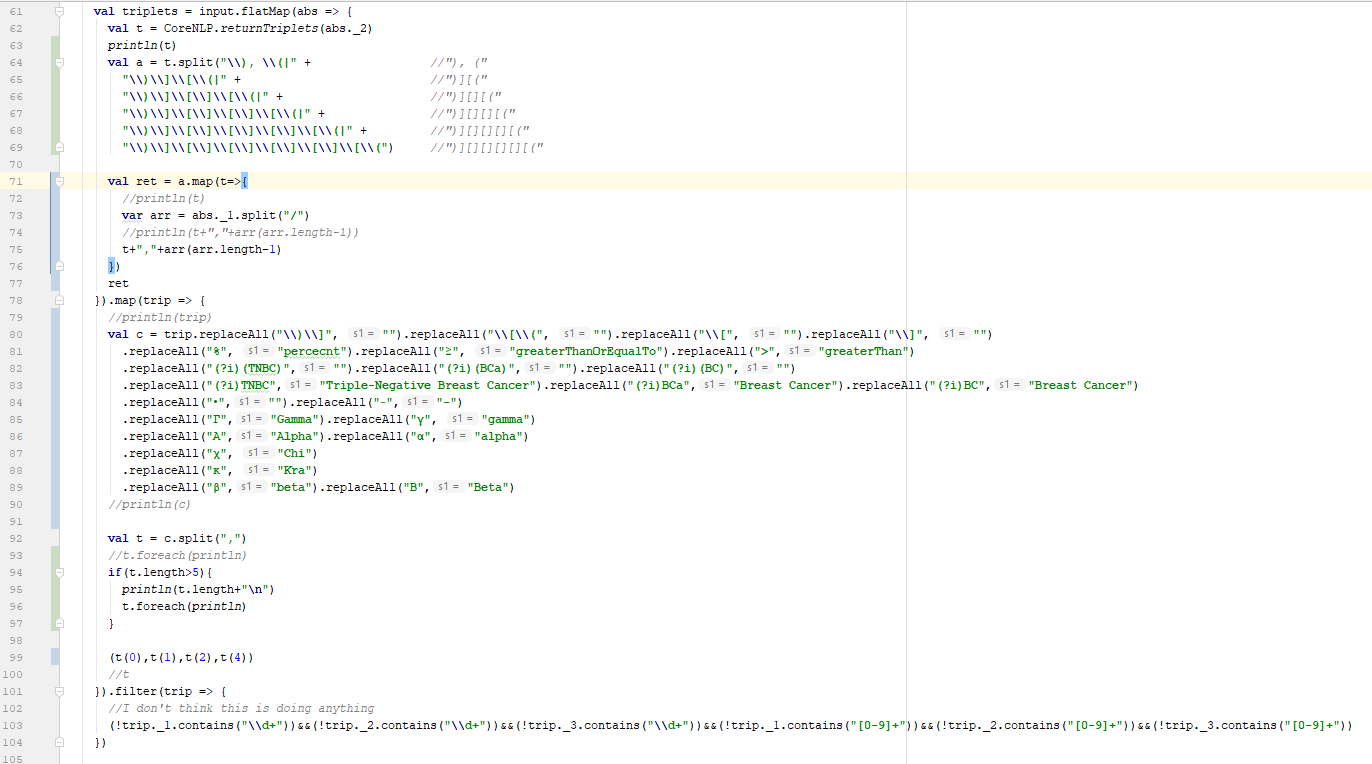 61 val triplets = input.flatMap(abs => {
62 val t = CoreNLP.returnTriplets(abs._2)
63 println(t)
64 val a = t.split("\\), \\(|" + //"), ("
65 "\\)\\]\\[\\(|" + //")][("
66 "\\)\\]\\[\\]\\[\\(|" + //")][][("
67 "\\)\\]\\[\\]\\[\\]\\[\\(|" + //")][][][("
68 "\\)\\]\\[\\]\\[\\]\\[\\]\\[\\(|" + //")][][][][("
69 "\\)\\]\\[\\]\\[\\]\\[\\]\\[\\]\\[\\(") //")][][][][][("
70
71 val ret = a.map(t=>{
72 //println(t)
73 var arr = abs._1.split("/")
74 //println(t+","+arr(arr.length-1))
75 t+","+arr(arr.length-1)
76 })
77 ret
78 }).map(trip => {
79 //println(trip)
80 val c = trip.replaceAll("\\)\\]", s1 = "").replaceAll("\\[\\(", s1 = "").replaceAll("\\[", s1 = "").replaceAll("\\]", s1 = "")
81 .replaceAll("%", s1 = "percecnt").replaceAll("≥", s1 = "greaterThanOrEqualTo").replaceAll(">", s1 = "greaterThan")
82 .replaceAll("(?i)(TNBC)", s1 = "").replaceAll("(?i)(BCa)", s1 = "").replaceAll("(?i)(BC)", s1 = "")
83 .replaceAll("(?i)TNBC", s1 = "Triple-Negative Breast Cancer").replaceAll("(?i)BCa", s1 = "Breast Cancer").replaceAll("(?i)BC", s1 = "Breast Cancer")
84 .replaceAll("•", s1 = "").replaceAll("-", s1 = "-")
85 .replaceAll("Γ", s1 = "Gamma").replaceAll("γ", s1 = "gamma")
86 .replaceAll("Α", s1 = "Alpha").replaceAll("α", s1 = "alpha")
87 .replaceAll("χ", s1 = "Chi")
88 .replaceAll("κ", s1 = "Kra")
89 .replaceAll("β", s1 = "beta").replaceAll("Β", s1 = "Beta")
90 //println(c)
91
92 val t = c.split(",")
93 //t.foreach(println)
94 if(t.length>5){
95 println(t.length+"\n")
96 t.foreach(println)
97 }
98
99 (t(0),t(1),t(2),t(4))
100 //t
101 }).filter(trip => {
102 //I don't think this is doing anything
103 (!trip._1.contains("\\d+"))&&(!trip._2.contains("\\d+"))&&(!trip._3.contains("\\d+"))&&(!trip._1.contains("[0-9]+"))&&(!trip._2.contains("[0-9]+"))&&(!trip._3.contains("[0-9]+"))
104 })
105